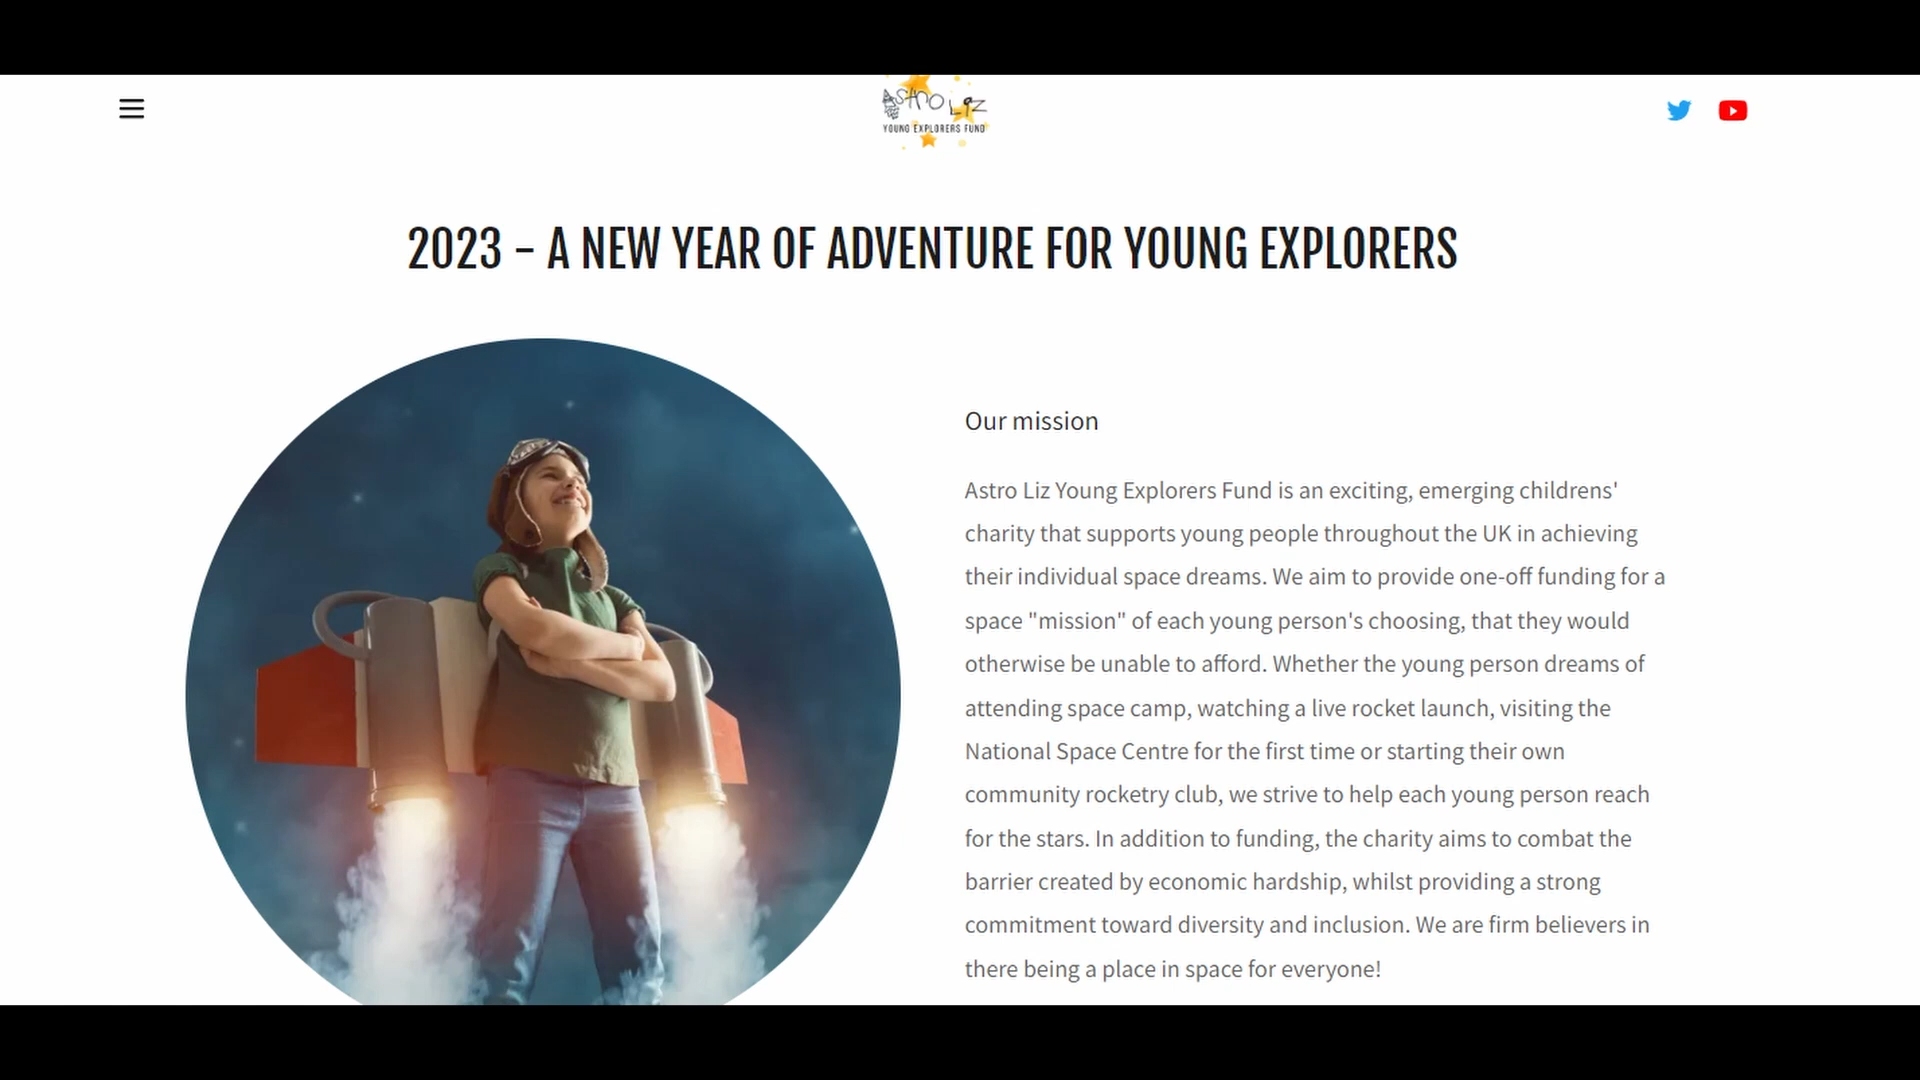 Astro Liz
YOUNG EXPLORERS FUND
2023 – A NEW YEAR OF ADVENTURE FOR YOUNG EXPLORERS
Our mission
Astro Liz Young Explorers Fund is an exciting, emerging childrens'
charity that supports young people throughout the UK in achieving
their individual space dreams. We aim to provide one-off funding for a
space "mission" of each young person's choosing, that they would
otherwise be unable to afford. Whether the young person dreams of
attending space camp, watching a live rocket launch, visiting the
National Space Centre for the first time or starting their own
community rocketry club, we strive to help each young person reach
for the stars. In addition to funding, the charity aims to combat the
barrier created by economic hardship, whilst providing a strong
commitment toward diversity and inclusion. We are firm believers in
there being a place in space for everyone!